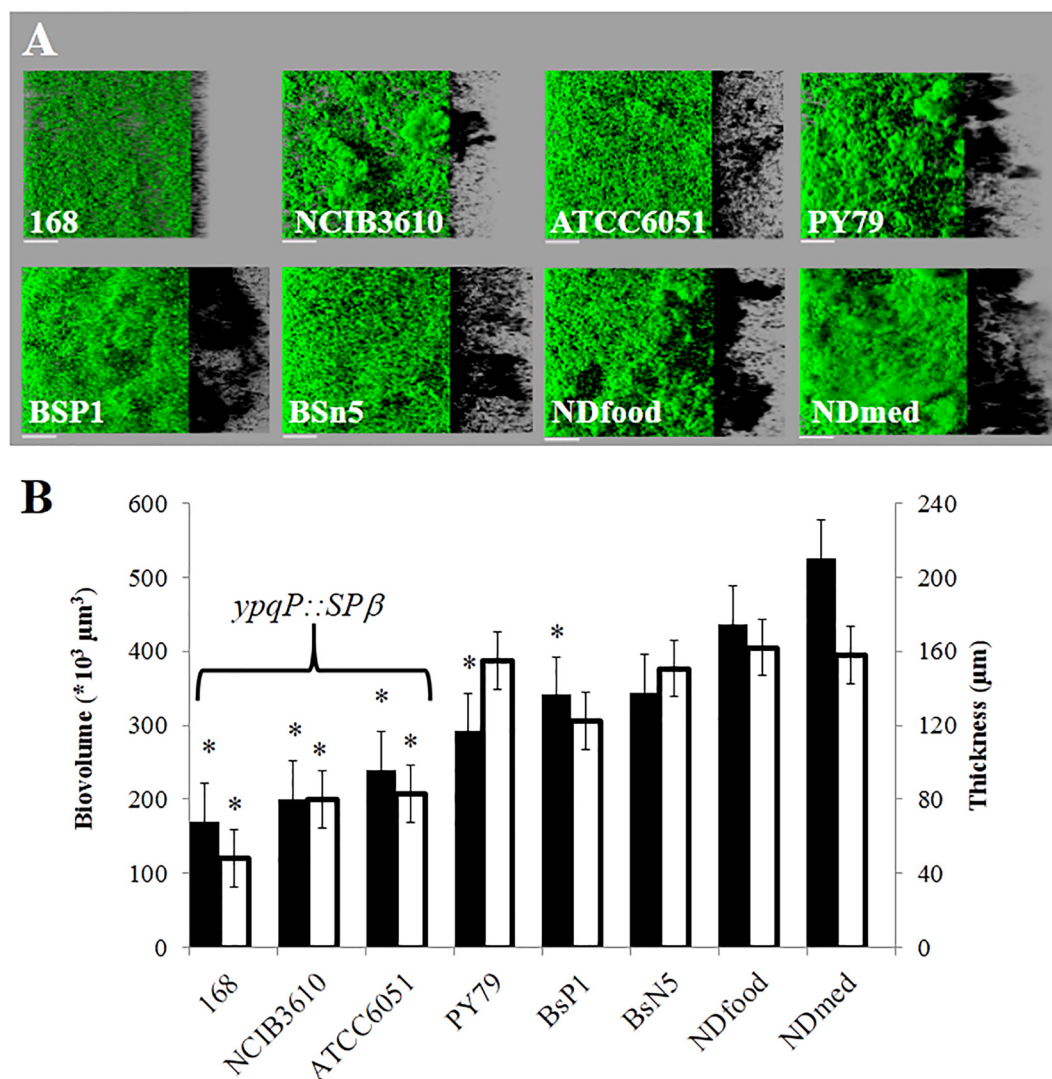 A
168
NCIB3610
ATCC6051
PY79
BSP1
BSn5
NDfood
NDmed
B
Biovolume (*10³ µm³)
600
500
400
300
200
100
0
ypqP::SPβ
*
*
*
*
*
*
*
*
240
200
160
120
80
40
0
Thickness (µm)
168
NCIB3610
ATCC6051
PY79
BsP1
BsN5
NDfood
NDmed